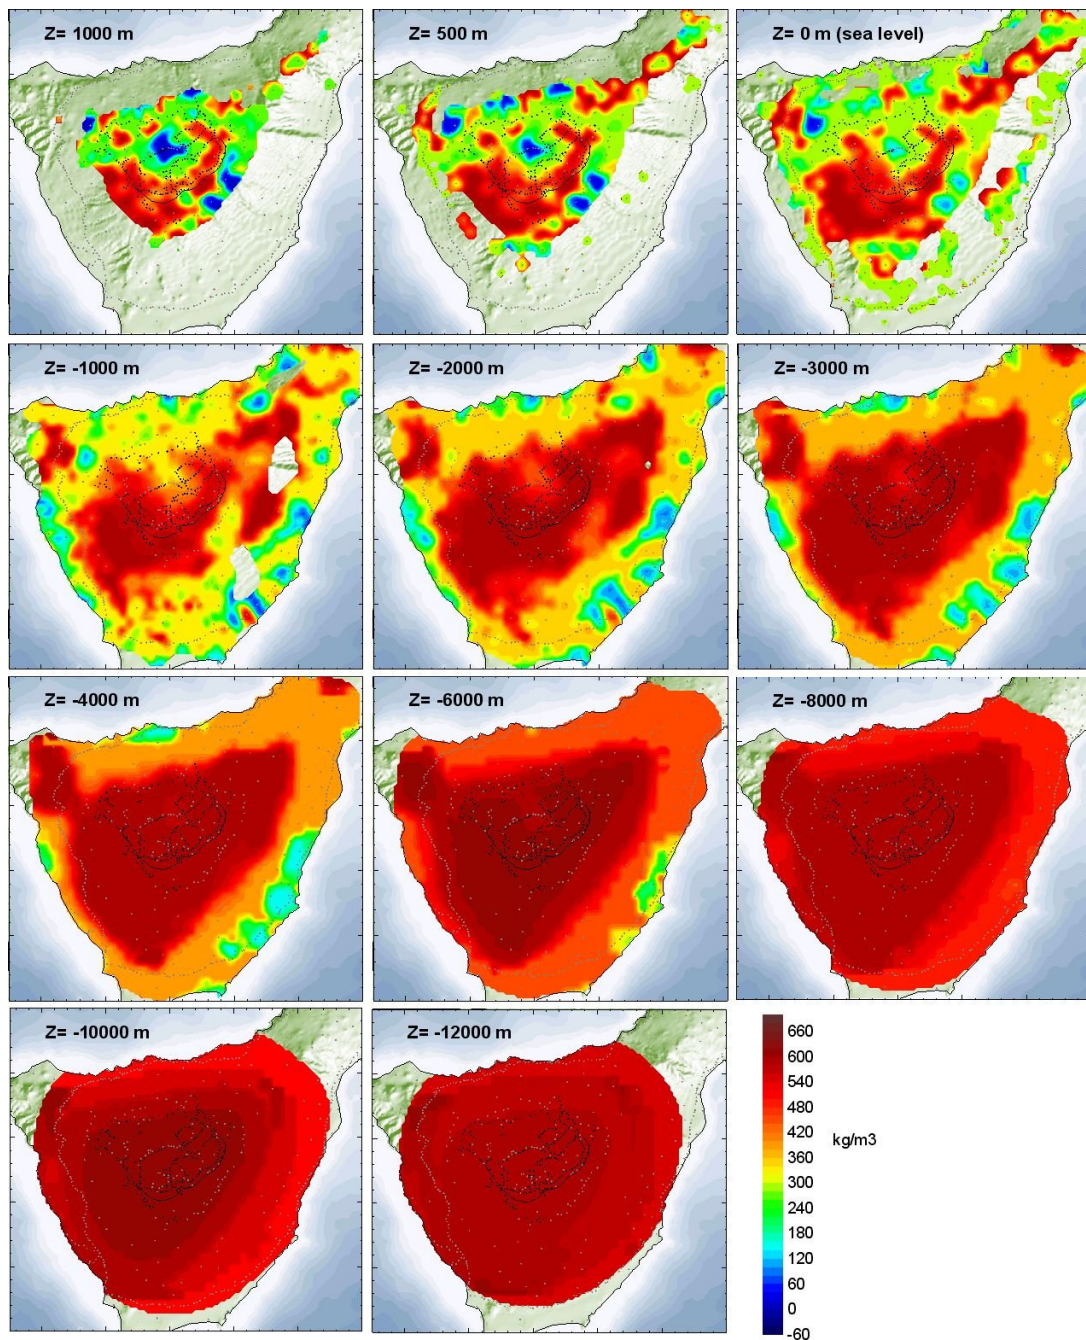 Z= 1000 m
Z= 500 m
Z= 0 m (sea level)
Z= -1000 m
Z= -2000 m
Z= -3000 m
Z= -4000 m
Z= -6000 m
Z= -8000 m
Z= -10000 m
Z= -12000 m
660
600
540
480
420
360
300
240
180
120
60
0
-60
kg/m3